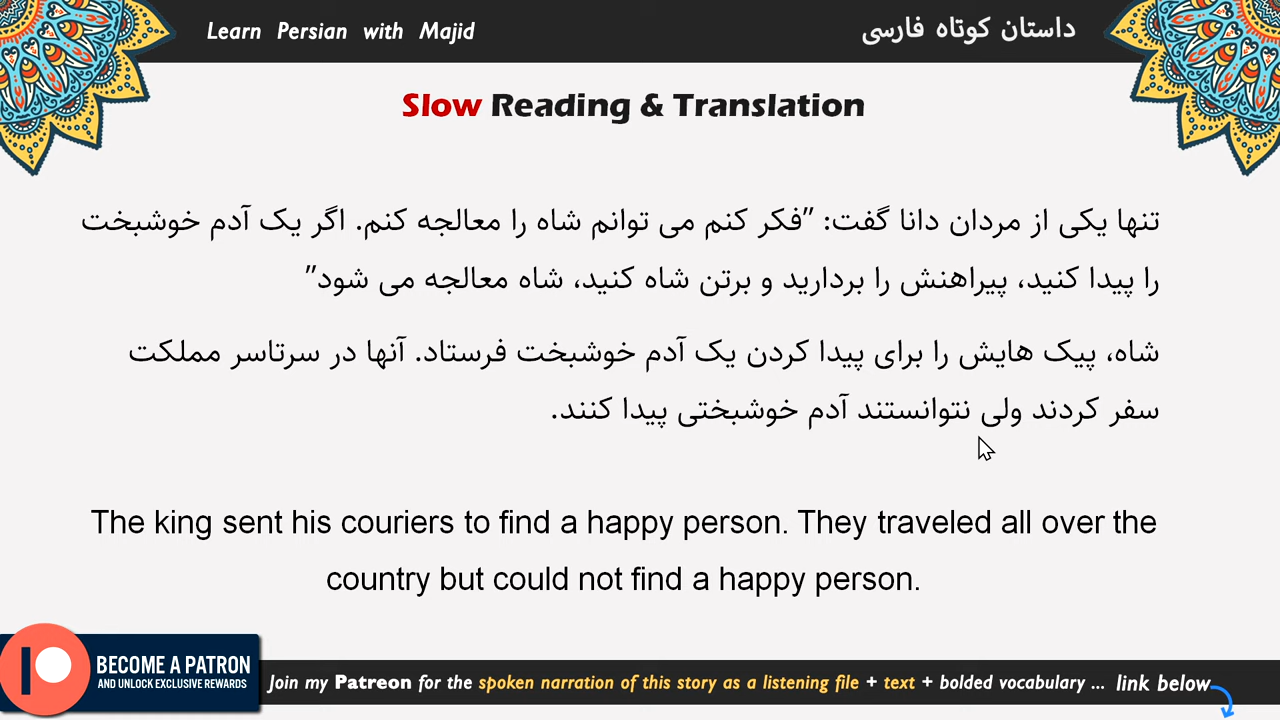 Learn Persian with Majid
داستان کوتاه فارسی
Slow Reading & Translation
تنها یکی از مردان دانا گفت: ”فکر کنم می توانم شاه را معالجه کنم. اگر یک آدم خوشبخت
را پیدا کنید، پیراهنش را بردارید و برتن شاه کنید، شاه معالجه می شود”
شاه، پیک هایش را برای پیدا کردن یک آدم خوشبخت فرستاد. آنها در سرتاسر مملکت
سفر کردند ولی نتوانستند آدم خوشبختی پیدا کنند.
The king sent his couriers to find a happy person. They traveled all over the
country but could not find a happy person.
BECOME A PATRON
AND UNLOCK EXCLUSIVE REWARDS
Join my Patreon for the spoken narration of this story as a listening file + text + bolded vocabulary ... link below